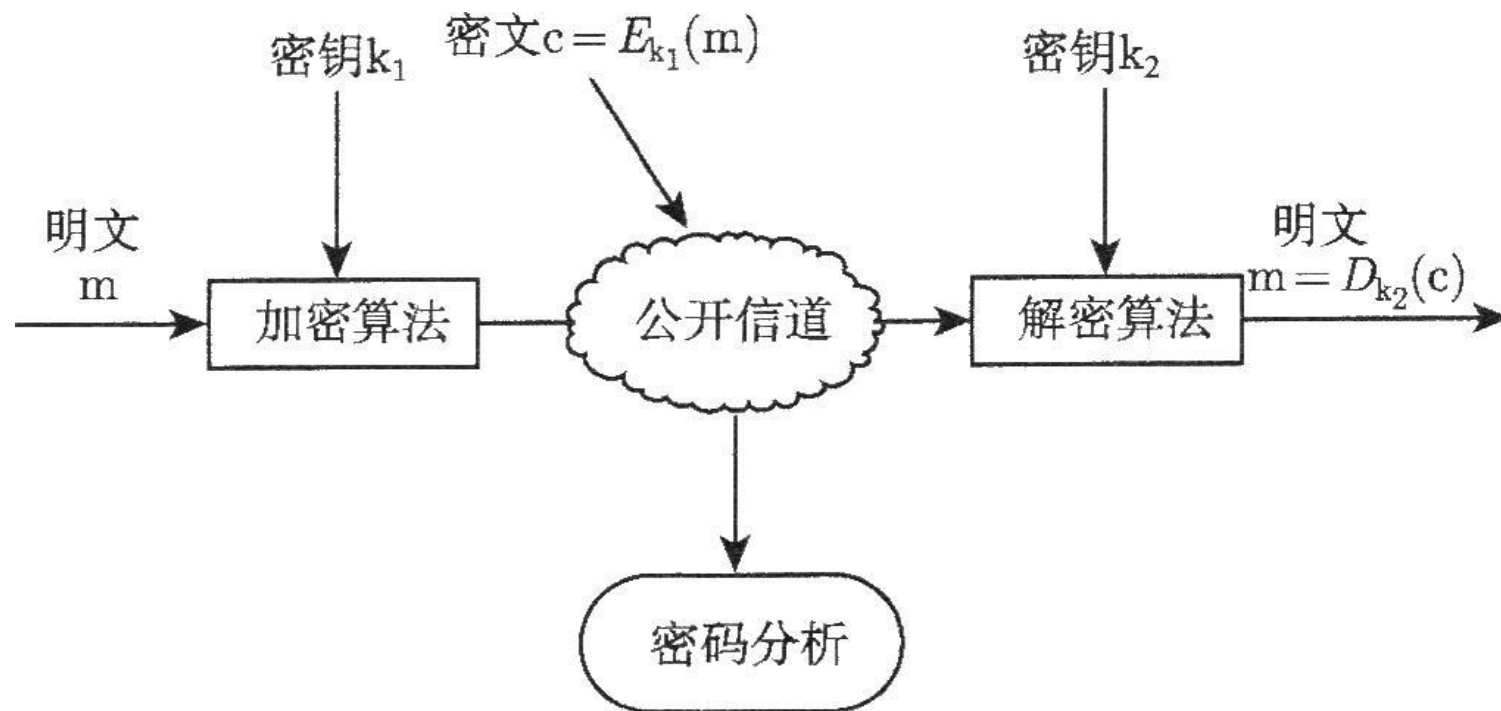 密钥k₁
密文c = Eₖ₁(m)
密钥k₂
明文
m
加密算法
公开信道
解密算法
明文
m = Dₖ₂(c)
密码分析